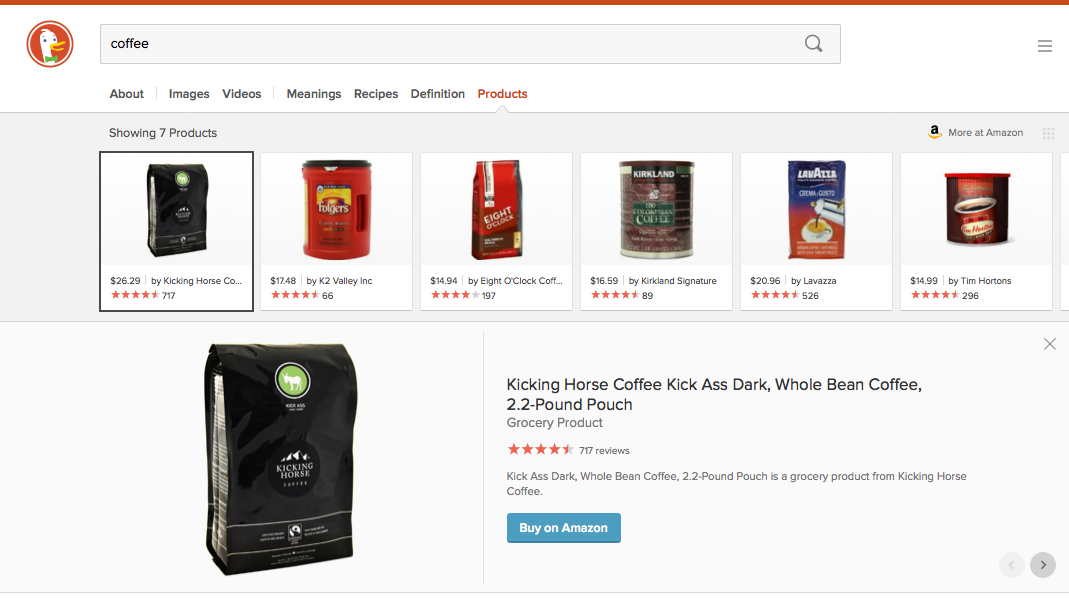 coffee
About Images Videos Meanings Recipes Definition Products
Showing 7 Products
More at Amazon
KICKING
HORSE
Folgers
EIGHT
O'CLOCK
KIRKLAND
COLOMBIAN
COFFEE
LAVAZZA
CREMA e GUSTO
Tim Hortons
$26.29 by Kicking Horse Co...
717
$17.48 by K2 Valley Inc
66
$14.94 by Eight O'Clock Coff...
197
$16.59 by Kirkland Signature
89
$20.96 by Lavazza
526
$14.99 by Tim Hortons
296
KICK ASS
KICKING
HORSE
COFFEE
Kicking Horse Coffee Kick Ass Dark, Whole Bean Coffee,
2.2-Pound Pouch
Grocery Product
717 reviews
Kick Ass Dark, Whole Bean Coffee, 2.2-Pound Pouch is a grocery product from Kicking Horse
Coffee.
Buy on Amazon